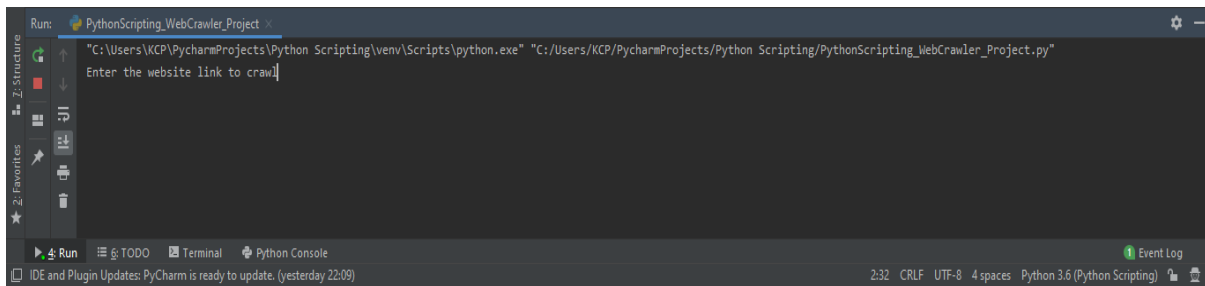 Run: PythonScripting_WebCrawler_Project ×
"C:\Users\KCP\PycharmProjects\Python Scripting\venv\Scripts\python.exe" "C:/Users/KCP/PycharmProjects/Python Scripting/PythonScripting_WebCrawler_Project.py"
Enter the website link to crawl
Z: Structure
2: Favorites
4: Run 6: TODO Terminal Python Console 1 Event Log
IDE and Plugin Updates: PyCharm is ready to update. (yesterday 22:09) 2:32 CRLF UTF-8 4 spaces Python 3.6 (Python Scripting)